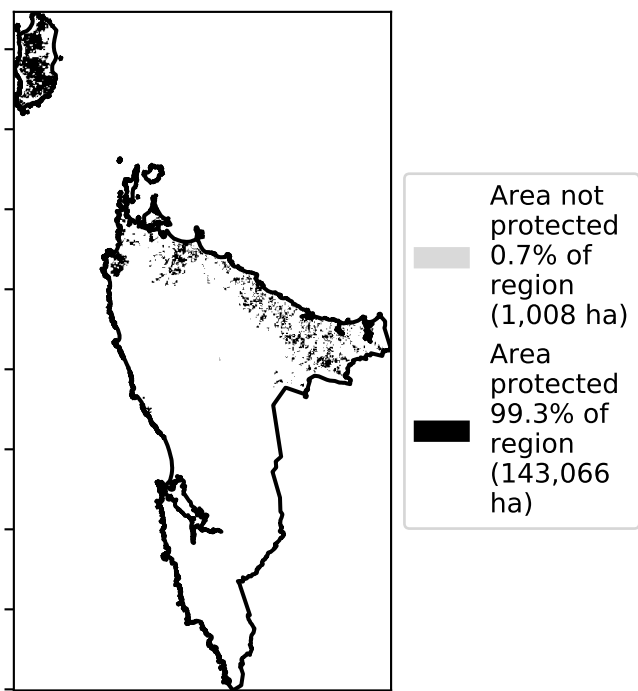 Area not
protected
0.7% of
region
(1,008 ha)
Area
protected
99.3% of
region
(143,066
ha)